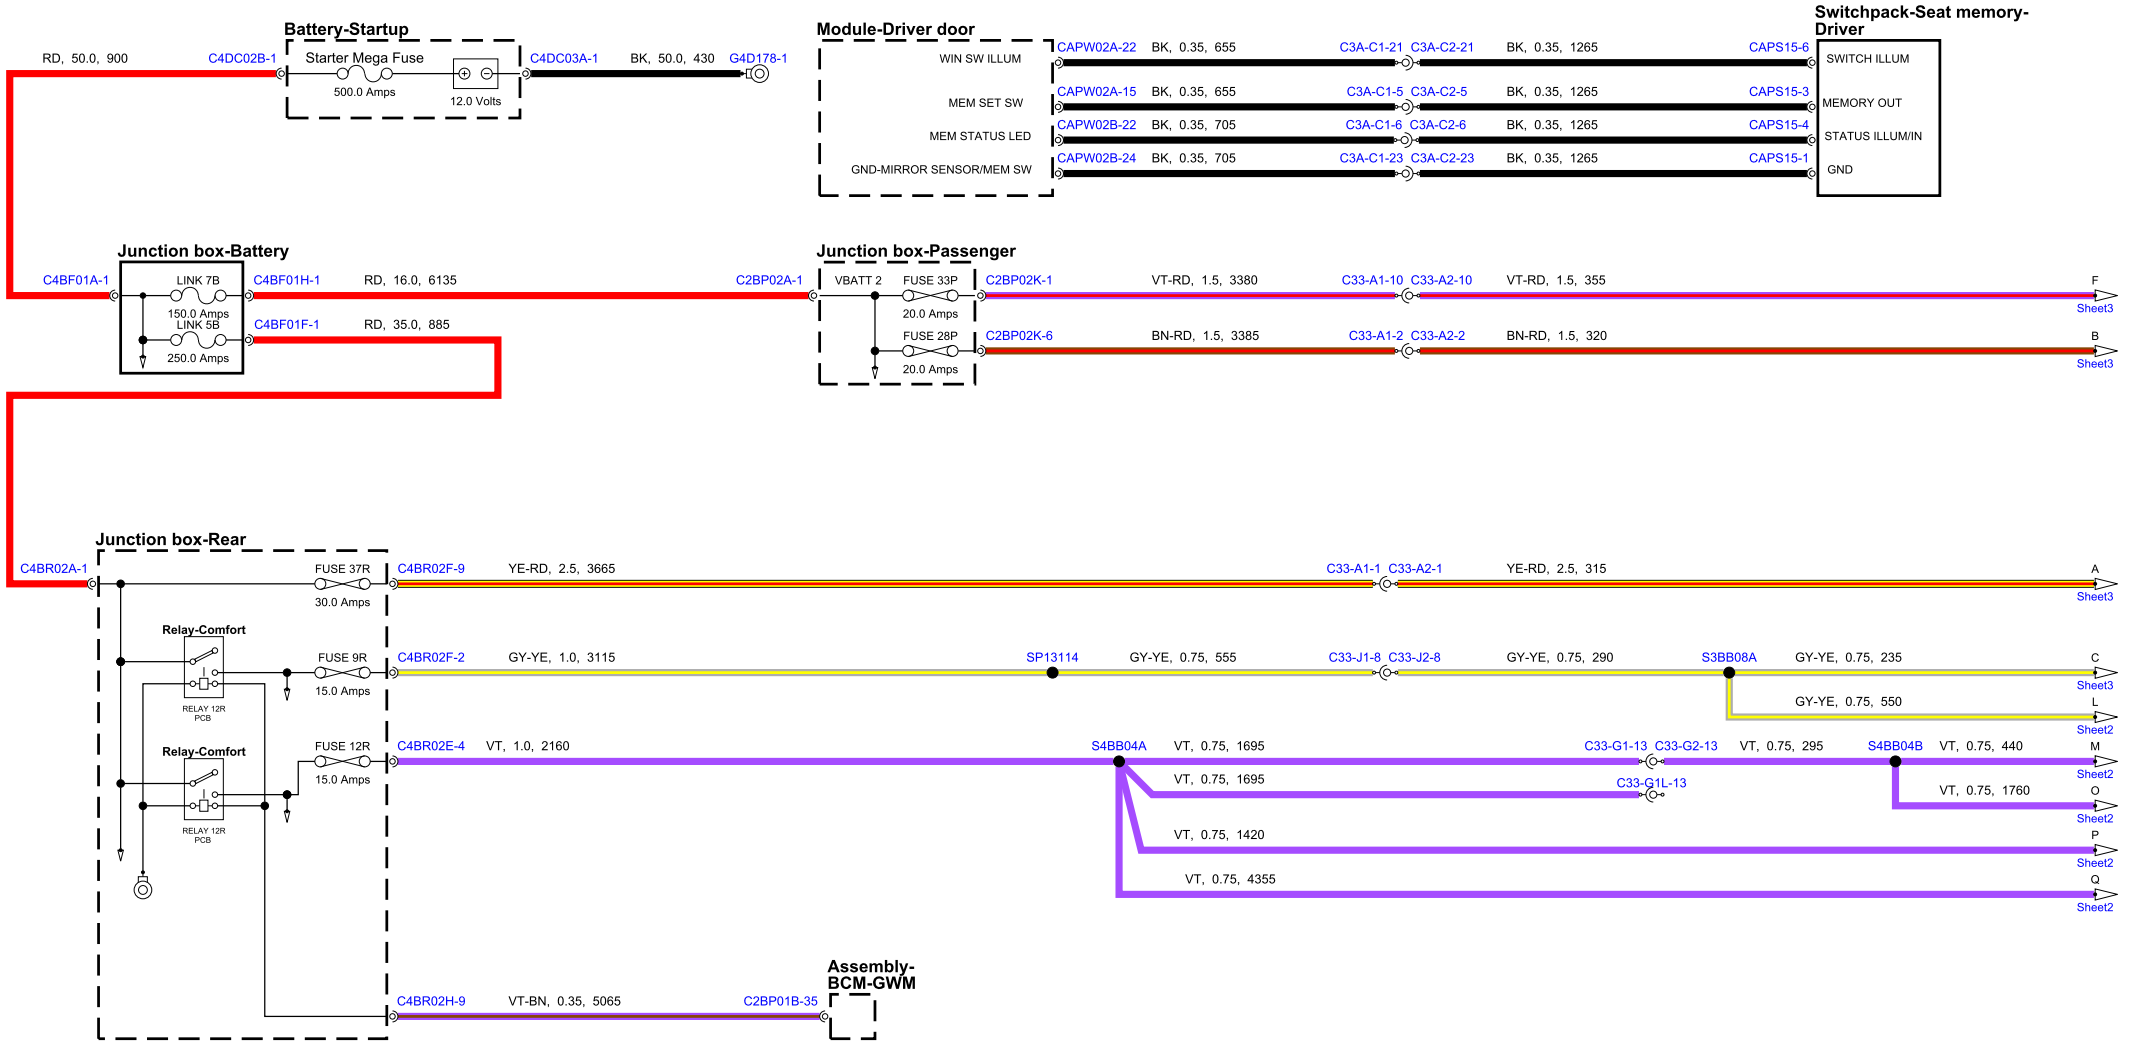 Battery-Startup
Module-Driver door
Switchpack-Seat memory-
Driver
RD, 50.0, 900
C4DC02B-1
Starter Mega Fuse
500.0 Amps
12.0 Volts
C4DC03A-1
BK, 50.0, 430
G4D178-1
WIN SW ILLUM
CAPW02A-22
BK, 0.35, 655
C3A-C1-21
C3A-C2-21
BK, 0.35, 1265
CAPS15-6
SWITCH ILLUM
MEM SET SW
CAPW02A-15
BK, 0.35, 655
C3A-C1-5
C3A-C2-5
BK, 0.35, 1265
CAPS15-3
MEMORY OUT
MEM STATUS LED
CAPW02B-22
BK, 0.35, 705
C3A-C1-6
C3A-C2-6
BK, 0.35, 1265
CAPS15-4
STATUS ILLUM/IN
GND-MIRROR SENSOR/MEM SW
CAPW02B-24
BK, 0.35, 705
C3A-C1-23
C3A-C2-23
BK, 0.35, 1265
CAPS15-1
GND
Junction box-Battery
C4BF01A-1
LINK 7B
150.0 Amps
C4BF01H-1
RD, 16.0, 6135
C2BP02A-1
LINK 5B
250.0 Amps
C4BF01F-1
RD, 35.0, 885
Junction box-Passenger
VBATT 2
FUSE 33P
20.0 Amps
C2BP02K-1
VT-RD, 1.5, 3380
C33-A1-10
C33-A2-10
VT-RD, 1.5, 355
F
Sheet3
FUSE 28P
20.0 Amps
C2BP02K-6
BN-RD, 1.5, 3385
C33-A1-2
C33-A2-2
BN-RD, 1.5, 320
B
Sheet3
Junction box-Rear
C4BR02A-1
FUSE 37R
30.0 Amps
C4BR02F-9
YE-RD, 2.5, 3665
C33-A1-1
C33-A2-1
YE-RD, 2.5, 315
A
Sheet3
Relay-Comfort
RELAY 12R
PCB
FUSE 9R
15.0 Amps
C4BR02F-2
GY-YE, 1.0, 3115
SP13114
GY-YE, 0.75, 555
C33-J1-8
C33-J2-8
GY-YE, 0.75, 290
S3BB08A
GY-YE, 0.75, 235
C
Sheet3
GY-YE, 0.75, 550
L
Sheet2
Relay-Comfort
RELAY 12R
PCB
FUSE 12R
15.0 Amps
C4BR02E-4
VT, 1.0, 2160
S4BB04A
VT, 0.75, 1695
C33-G1-13
C33-G2-13
VT, 0.75, 295
S4BB04B
VT, 0.75, 440
M
Sheet2
VT, 0.75, 1695
C33-G1L-13
VT, 0.75, 1760
O
Sheet2
VT, 0.75, 1420
P
Sheet2
VT, 0.75, 4355
Q
Sheet2
Assembly-
BCM-GWM
C4BR02H-9
VT-BN, 0.35, 5065
C2BP01B-35